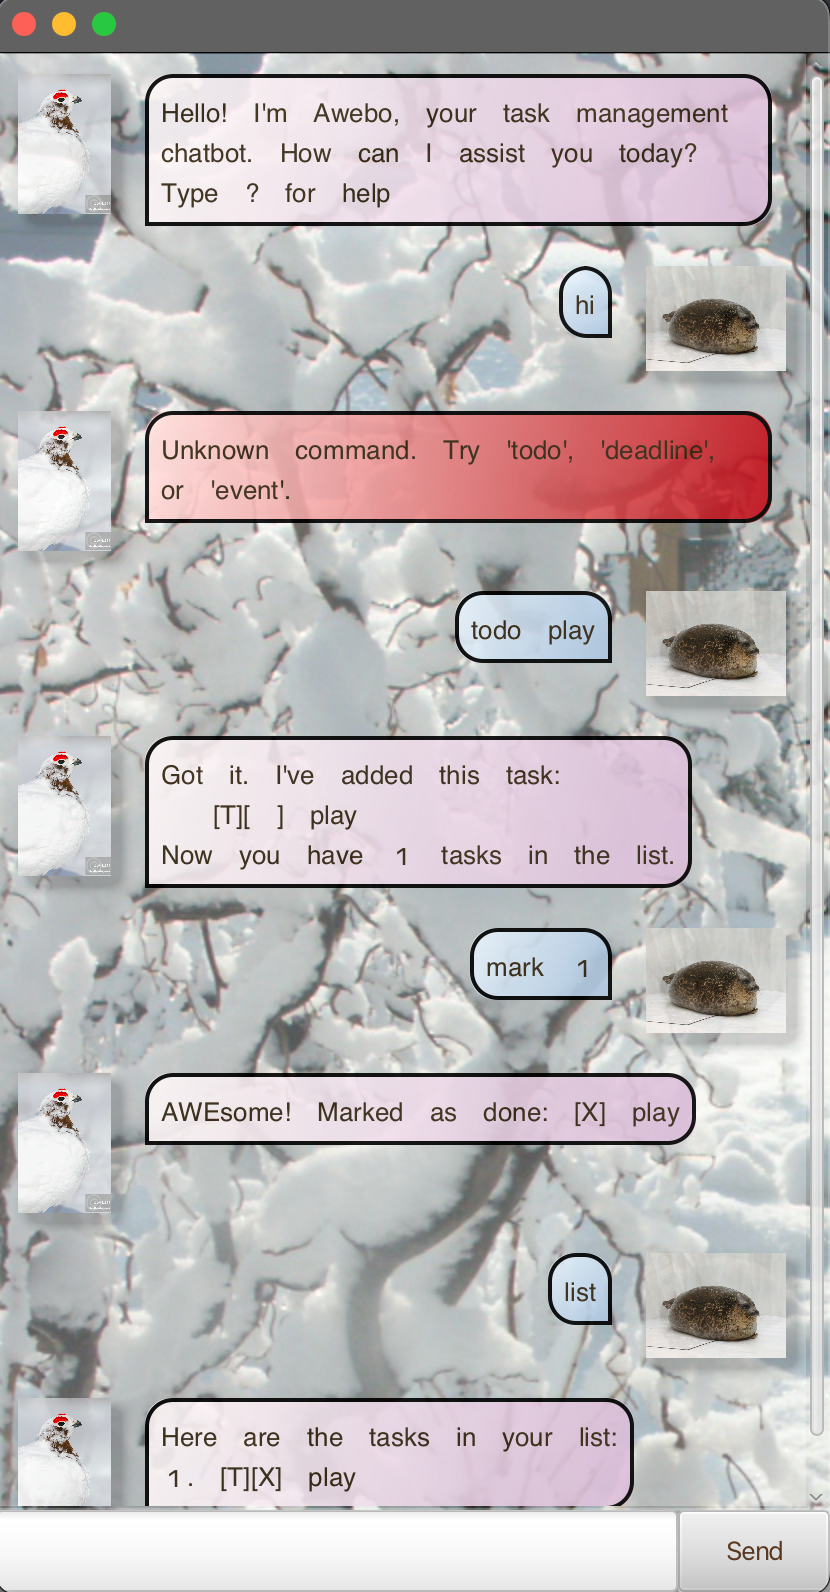 Hello! I'm Awebo, your task management
chatbot. How can I assist you today?
Type ? for help
hi
Unknown command. Try 'todo', 'deadline',
or 'event'.
todo play
Got it. I've added this task:
[T][ ] play
Now you have 1 tasks in the list.
mark 1
AWEsome! Marked as done: [X] play
list
Here are the tasks in your list:
1. [T][X] play
Send